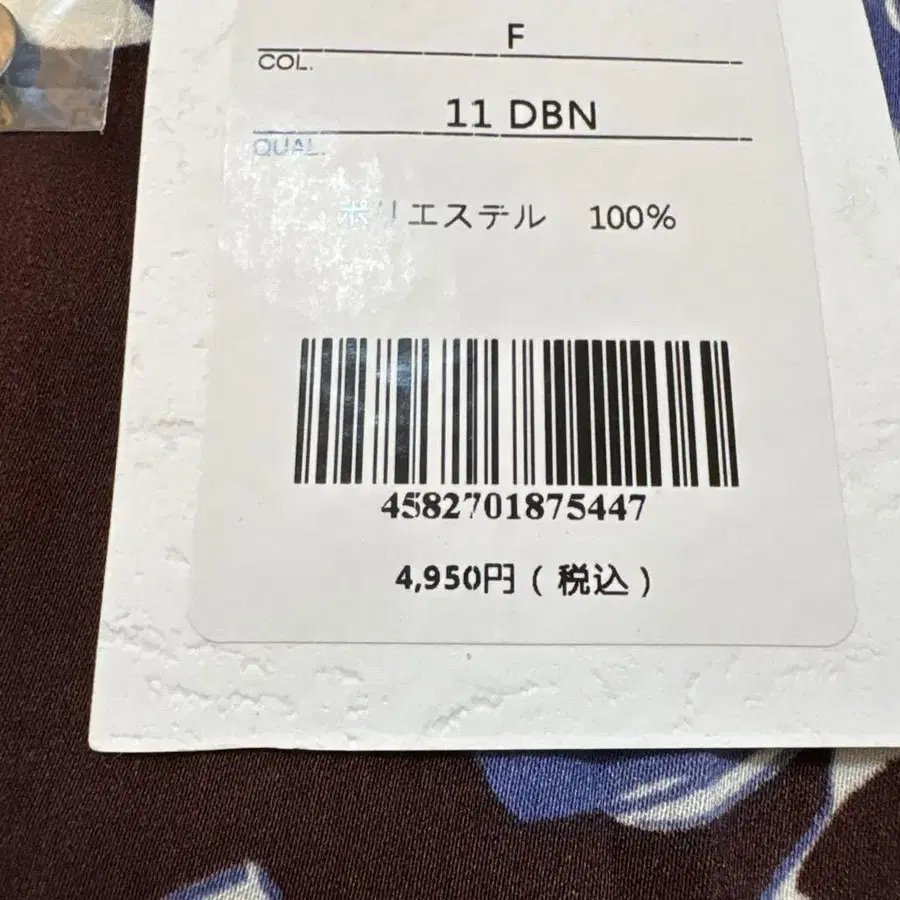 F
COL.
11 DBN
QUAL.
ポリエステル 100%
4582701875447
4,950円 ( 税込 )